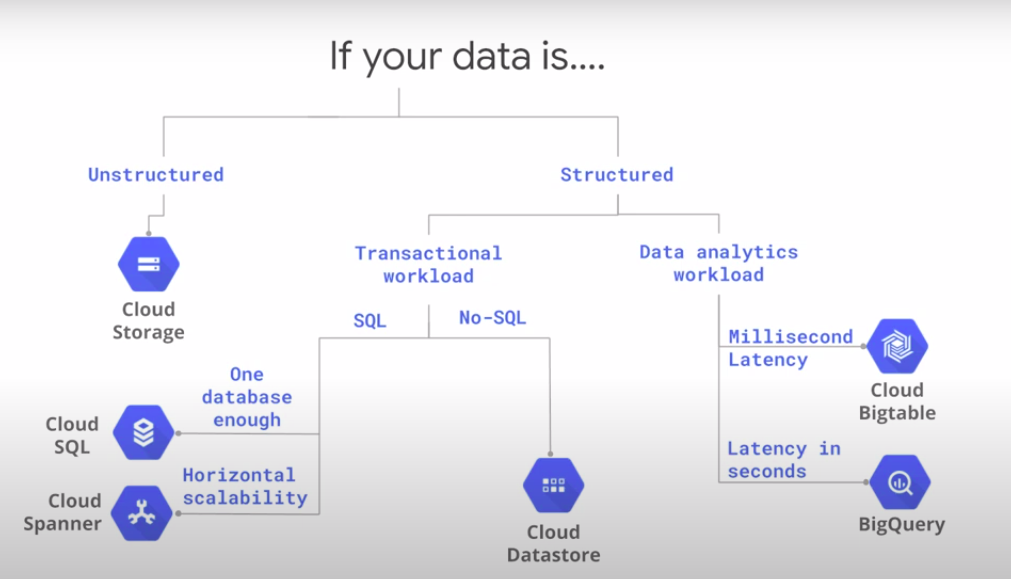 If your data is....
Unstructured
Structured
Cloud
Storage
Transactional
workload
Data analytics
workload
SQL
No-SQL
One
database
enough
Cloud
SQL
Horizontal
scalability
Cloud
Spanner
Cloud
Datastore
Millisecond
Latency
Cloud
Bigtable
Latency in
seconds
BigQuery